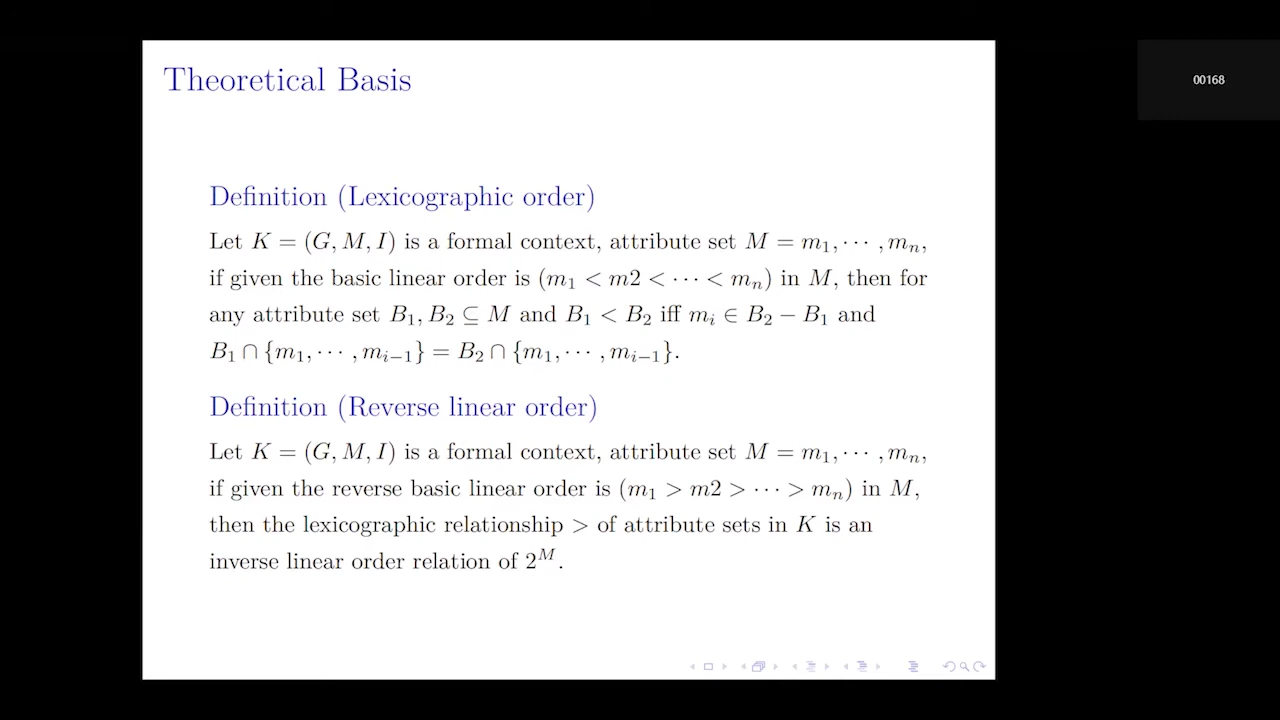 Theoretical Basis
00168
Definition (Lexicographic order)
Let K = (G, M, I) is a formal context, attribute set M = m₁, ⋯ , mₙ,
if given the basic linear order is (m₁ < m2 < ⋯ < mₙ) in M, then for
any attribute set B₁, B₂ ⊆ M and B₁ < B₂ iff mᵢ ∈ B₂ − B₁ and
B₁ ∩ {m₁, ⋯ , mᵢ₋₁} = B₂ ∩ {m₁, ⋯ , mᵢ₋₁}.
Definition (Reverse linear order)
Let K = (G, M, I) is a formal context, attribute set M = m₁, ⋯ , mₙ,
if given the reverse basic linear order is (m₁ > m2 > ⋯ > mₙ) in M,
then the lexicographic relationship > of attribute sets in K is an
inverse linear order relation of 2ᴹ.